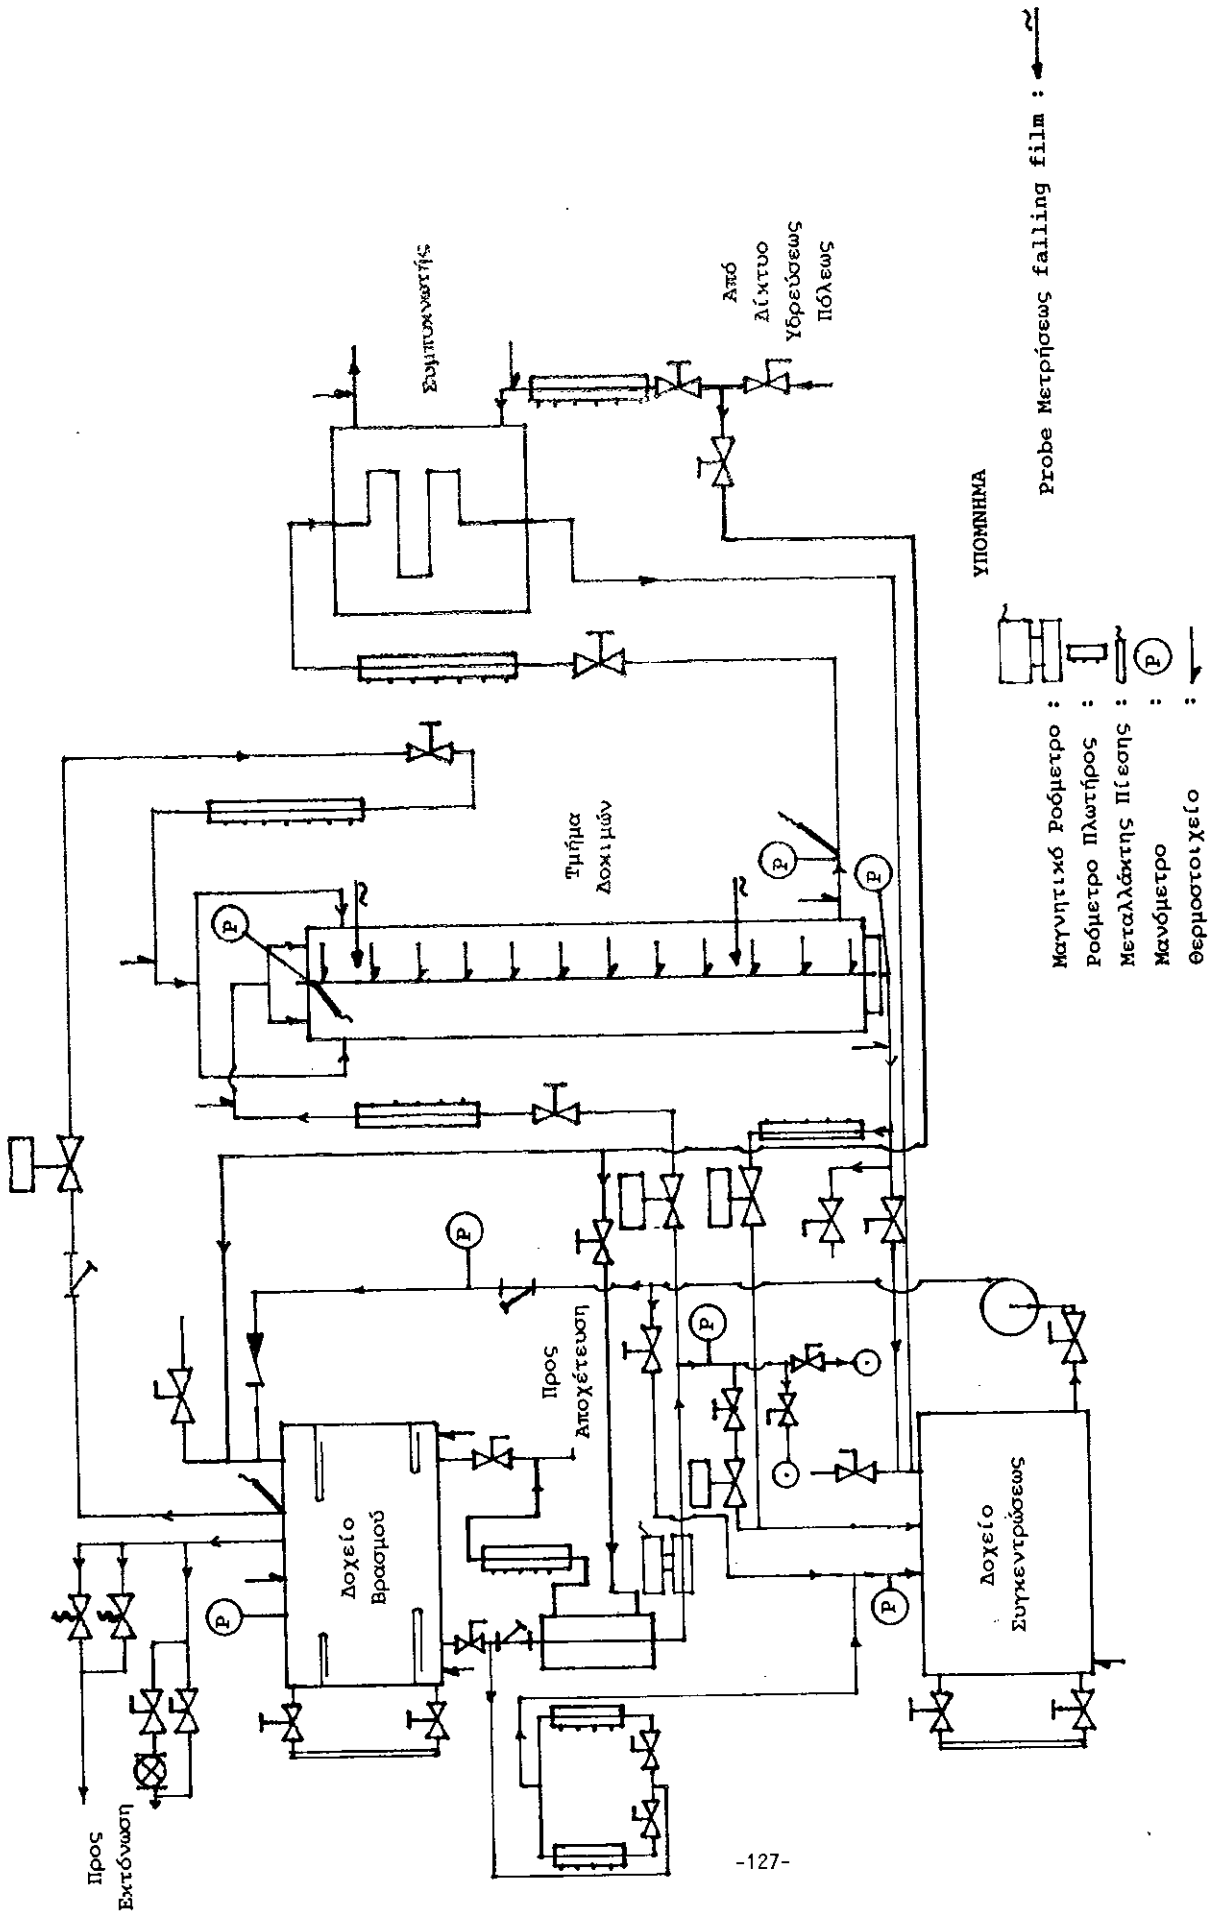 Προς
Εκτόνωση
Δοχείο
Βρασμού
P
P
Προς
Αποχέτευση
P
P
P
Τμήμα
Δοκιμών
P
P
Συμπυκνωτής
Από
Δίκτυο
Υδρεύσεως
Πόλεως
Δοχείο
Συγκεντρώσεως
P
ΥΠΟΜΝΗΜΑ
Μαγνητικό Ροόμετρο :
Ροόμετρο Πλωτήρος :
Μεταλλάκτης Πιέσης :
Μανόμετρο : P
Θερμοστοιχείο :
Probe Μετρήσεως falling film :
-127-